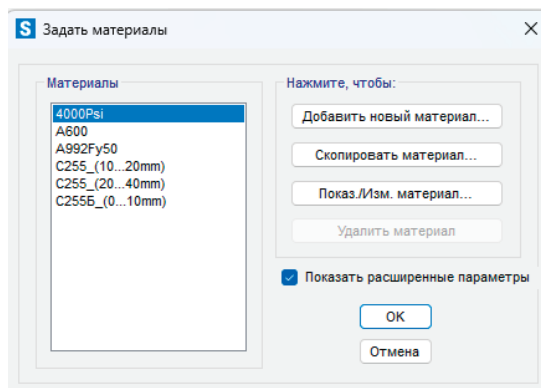 S Задать материалы
Материалы
4000Psi
A600
A992Fy50
C255_(10...20mm)
C255_(20...40mm)
C255Б_(0...10mm)
Нажмите, чтобы:
Добавить новый материал...
Скопировать материал...
Показ./Изм. материал...
Удалить материал
Показать расширенные параметры
OK
Отмена